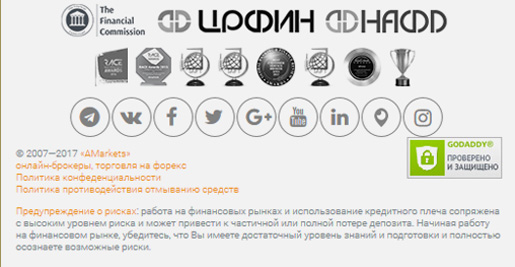 The
Financial
Commission
ЦРФИН
НАФД
RACE
GODADDY®
ПРОВЕРЕНО
И ЗАЩИЩЕНО
You
Tube
© 2007—2017 «AMarkets»
онлайн-брокеры, торговля на форекс
Политика конфеденциальности
Политика противодействия отмыванию средств
Предупреждение о рисках: работа на финансовых рынках и использование кредитного плеча сопряжена
с высоким уровнем риска и может привести к частичной или полной потере депозита. Начиная работу
на финансовом рынке, убедитесь, что Вы имеете достаточный уровень знаний и подготовки и полностью
осознаете возможные риски.